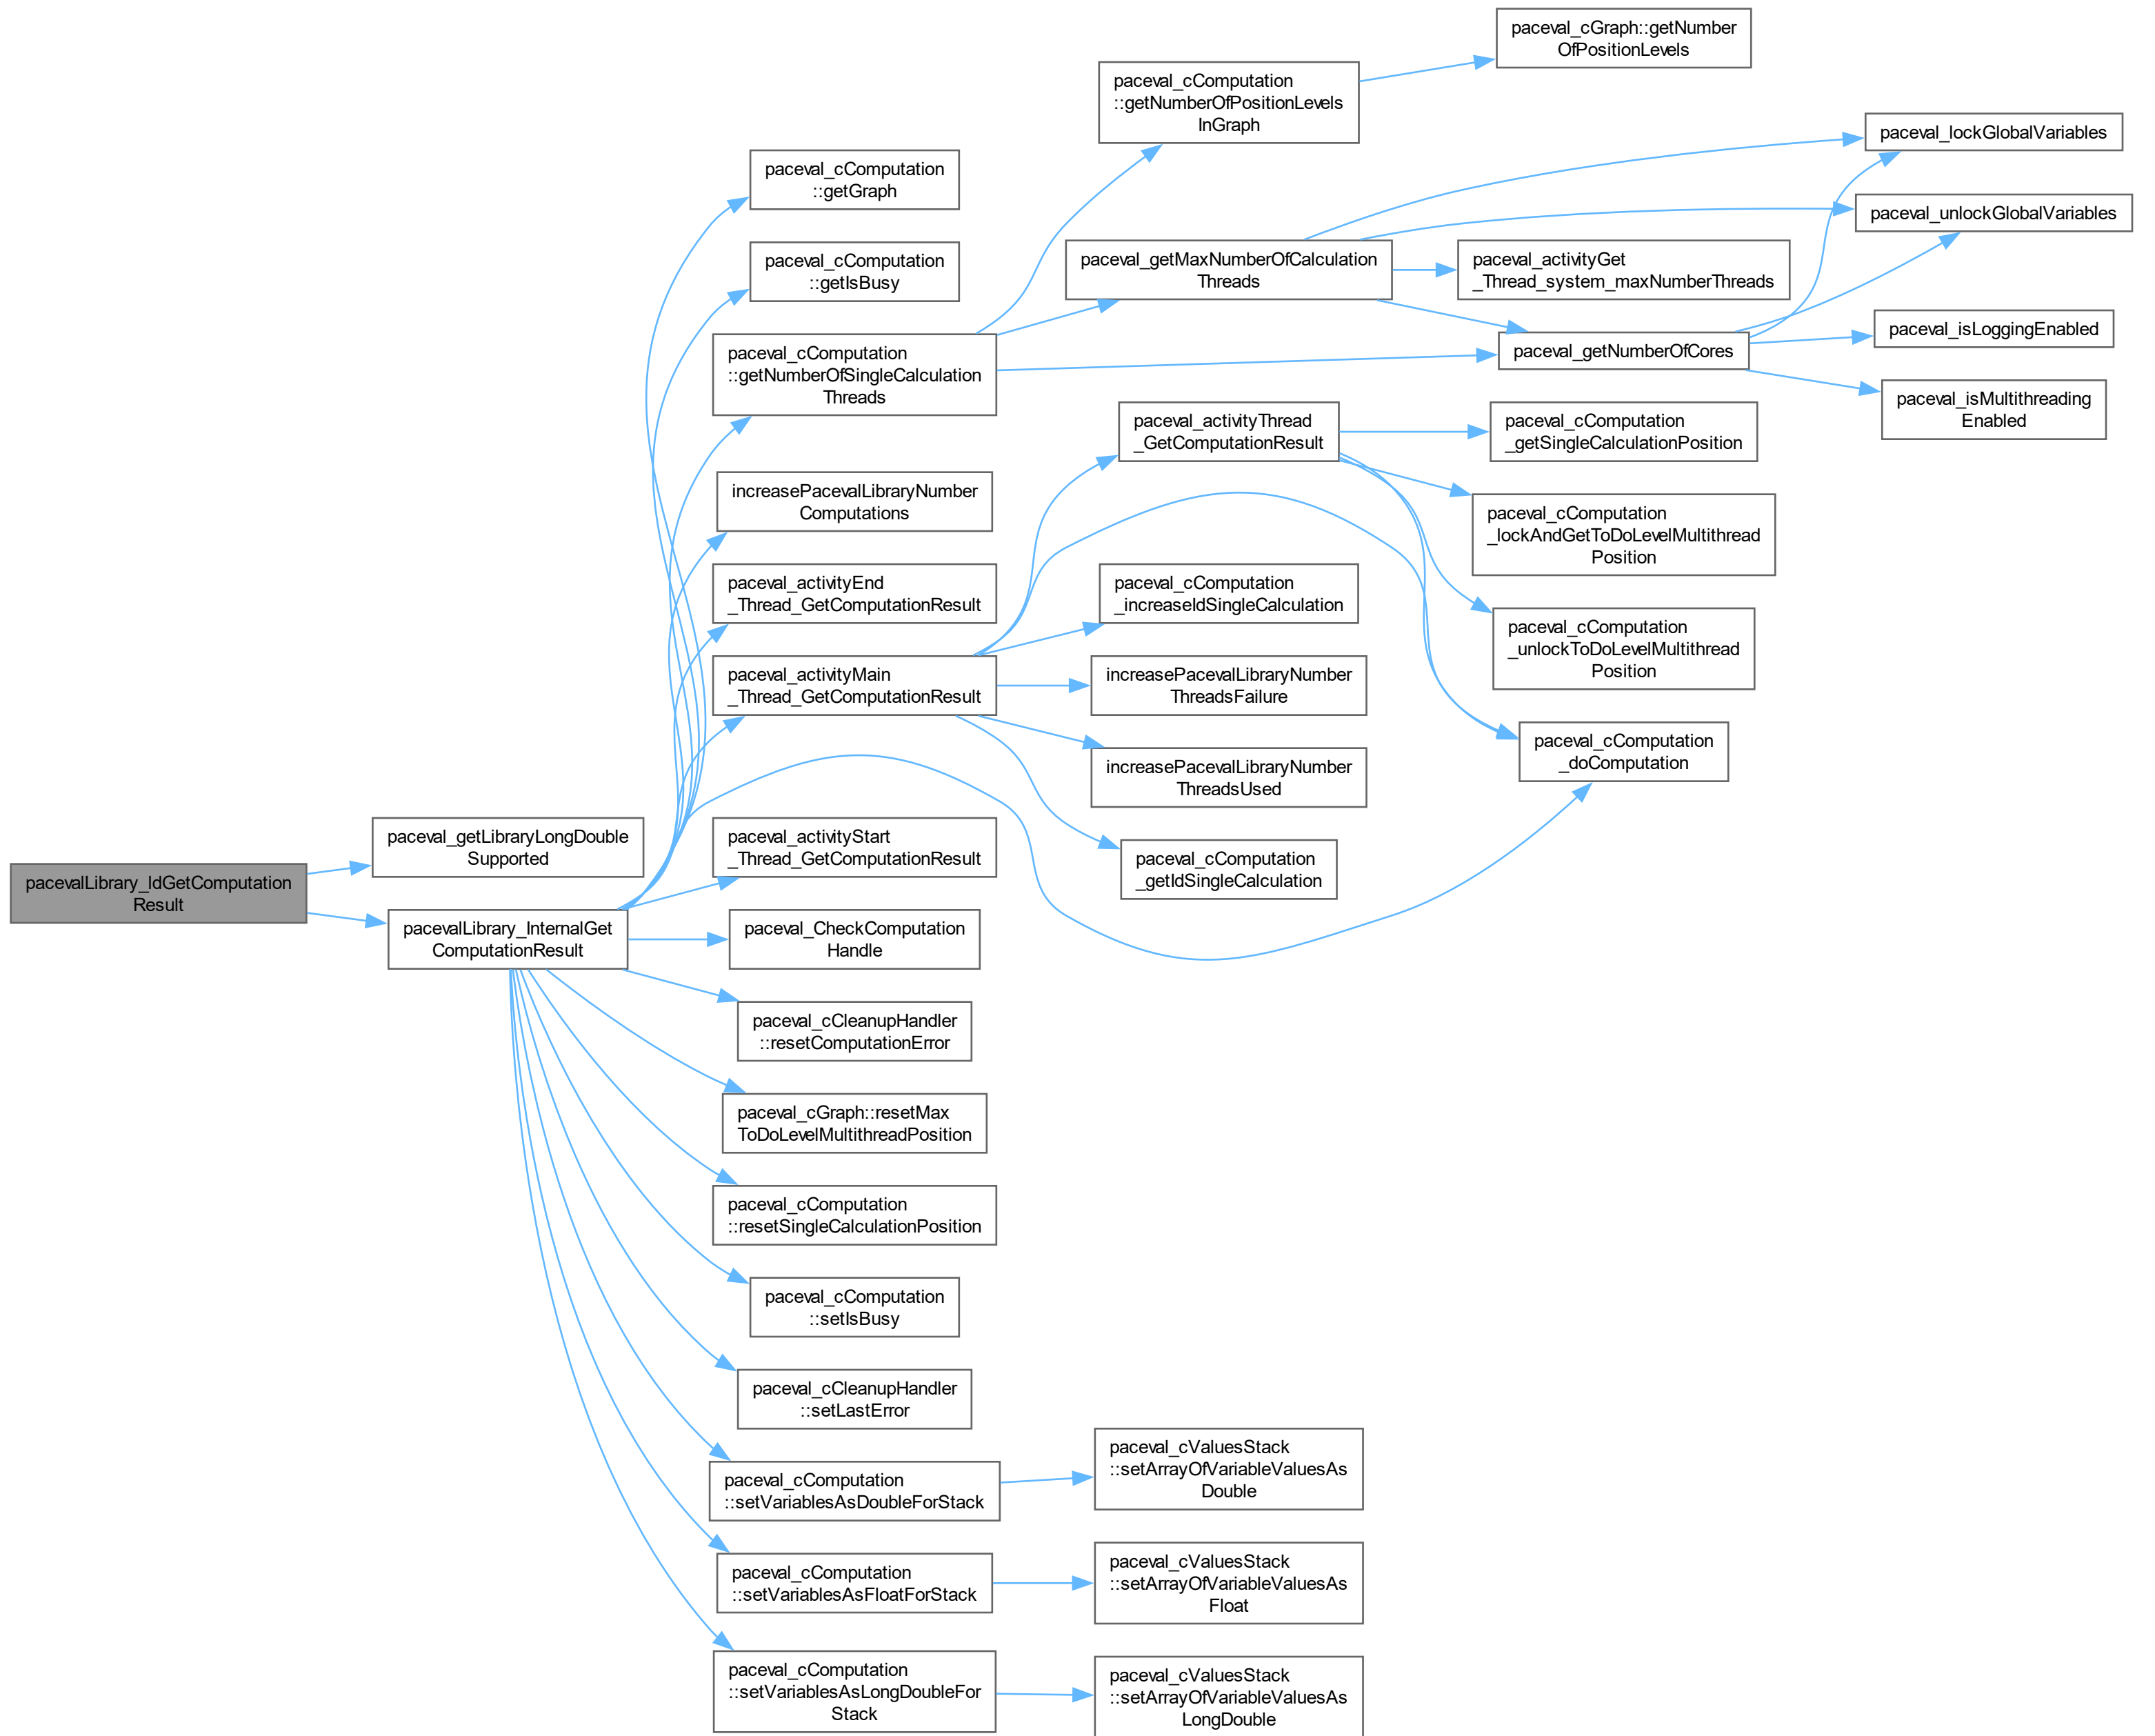 pacevalLibrary_ldGetComputation
Result
paceval_getLibraryLongDouble
Supported
pacevalLibrary_InternalGet
ComputationResult
paceval_cComputation
::getGraph
paceval_cComputation
::getIsBusy
paceval_cComputation
::getNumberOfSingleCalculation
Threads
increasePacevalLibraryNumber
Computations
paceval_activityEnd
_Thread_GetComputationResult
paceval_activityMain
_Thread_GetComputationResult
paceval_activityStart
_Thread_GetComputationResult
paceval_CheckComputation
Handle
paceval_cCleanupHandler
::resetComputationError
paceval_cGraph::resetMax
ToDoLevelMultithreadPosition
paceval_cComputation
::resetSingleCalculationPosition
paceval_cComputation
::setIsBusy
paceval_cCleanupHandler
::setLastError
paceval_cComputation
::setVariablesAsDoubleForStack
paceval_cComputation
::setVariablesAsFloatForStack
paceval_cComputation
::setVariablesAsLongDoubleFor
Stack
paceval_cComputation
::getNumberOfPositionLevels
InGraph
paceval_getMaxNumberOfCalculation
Threads
paceval_activityThread
_GetComputationResult
paceval_cComputation
_increaseIdSingleCalculation
increasePacevalLibraryNumber
ThreadsFailure
increasePacevalLibraryNumber
ThreadsUsed
paceval_cComputation
_getIdSingleCalculation
paceval_cValuesStack
::setArrayOfVariableValuesAs
Double
paceval_cValuesStack
::setArrayOfVariableValuesAs
Float
paceval_cValuesStack
::setArrayOfVariableValuesAs
LongDouble
paceval_cGraph::getNumber
OfPositionLevels
paceval_activityGet
_Thread_system_maxNumberThreads
paceval_getNumberOfCores
paceval_cComputation
_getSingleCalculationPosition
paceval_cComputation
_lockAndGetToDoLevelMultithread
Position
paceval_cComputation
_unlockToDoLevelMultithread
Position
paceval_cComputation
_doComputation
paceval_lockGlobalVariables
paceval_unlockGlobalVariables
paceval_isLoggingEnabled
paceval_isMultithreading
Enabled